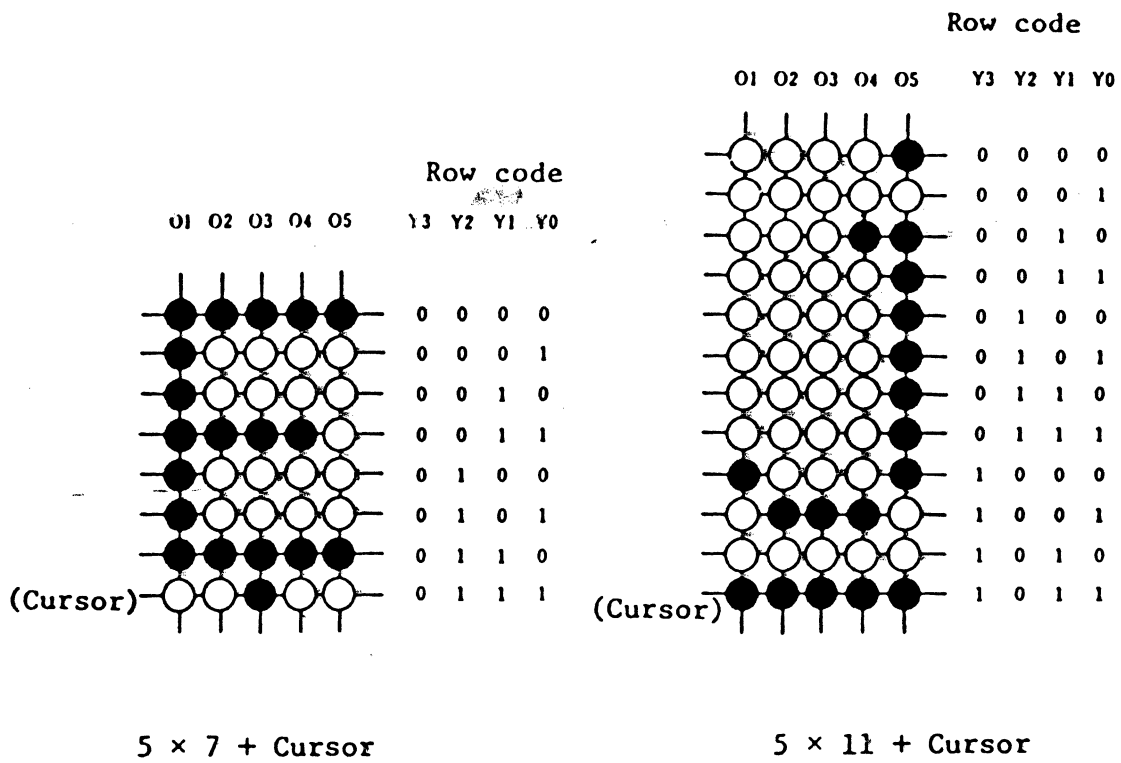 Row code
O1 O2 O3 O4 O5 Y3 Y2 Y1 Y0
0 0 0 0
0 0 0 1
0 0 1 0
0 0 1 1
0 1 0 0
0 1 0 1
0 1 1 0
(Cursor) 0 1 1 1
5 × 7 + Cursor
Row code
O1 O2 O3 O4 O5 Y3 Y2 Y1 Y0
0 0 0 0
0 0 0 1
0 0 1 0
0 0 1 1
0 1 0 0
0 1 0 1
0 1 1 0
0 1 1 1
1 0 0 0
1 0 0 1
1 0 1 0
(Cursor) 1 0 1 1
5 × 11 + Cursor